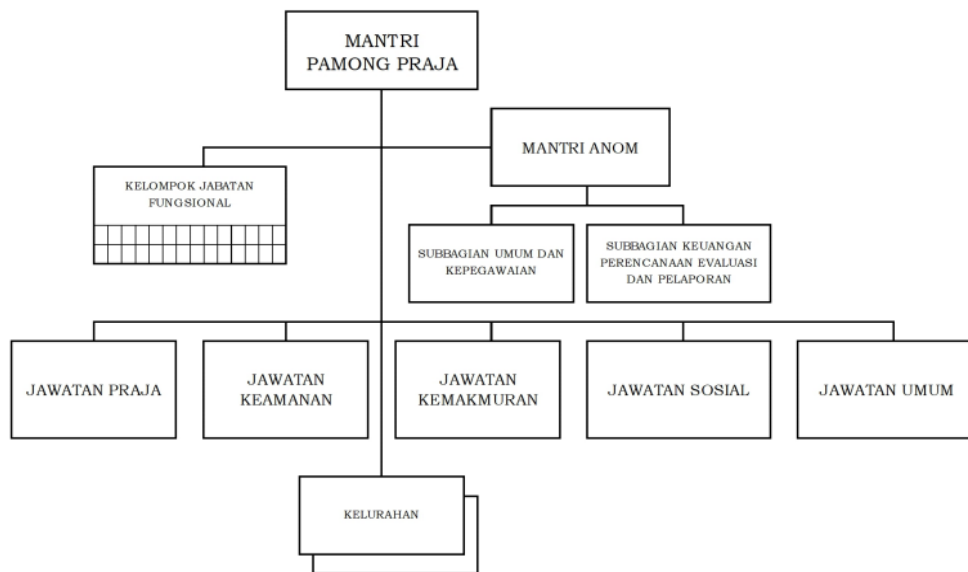 MANTRI
PAMONG PRAJA
MANTRI ANOM
KELOMPOK JABATAN
FUNGSIONAL
SUBBAGIAN UMUM DAN
KEPEGAWAIAN
SUBBAGIAN KEUANGAN
PERENCANAAN EVALUASI
DAN PELAPORAN
JAWATAN PRAJA
JAWATAN
KEAMANAN
JAWATAN
KEMAKMURAN
JAWATAN SOSIAL
JAWATAN UMUM
KELURAHAN